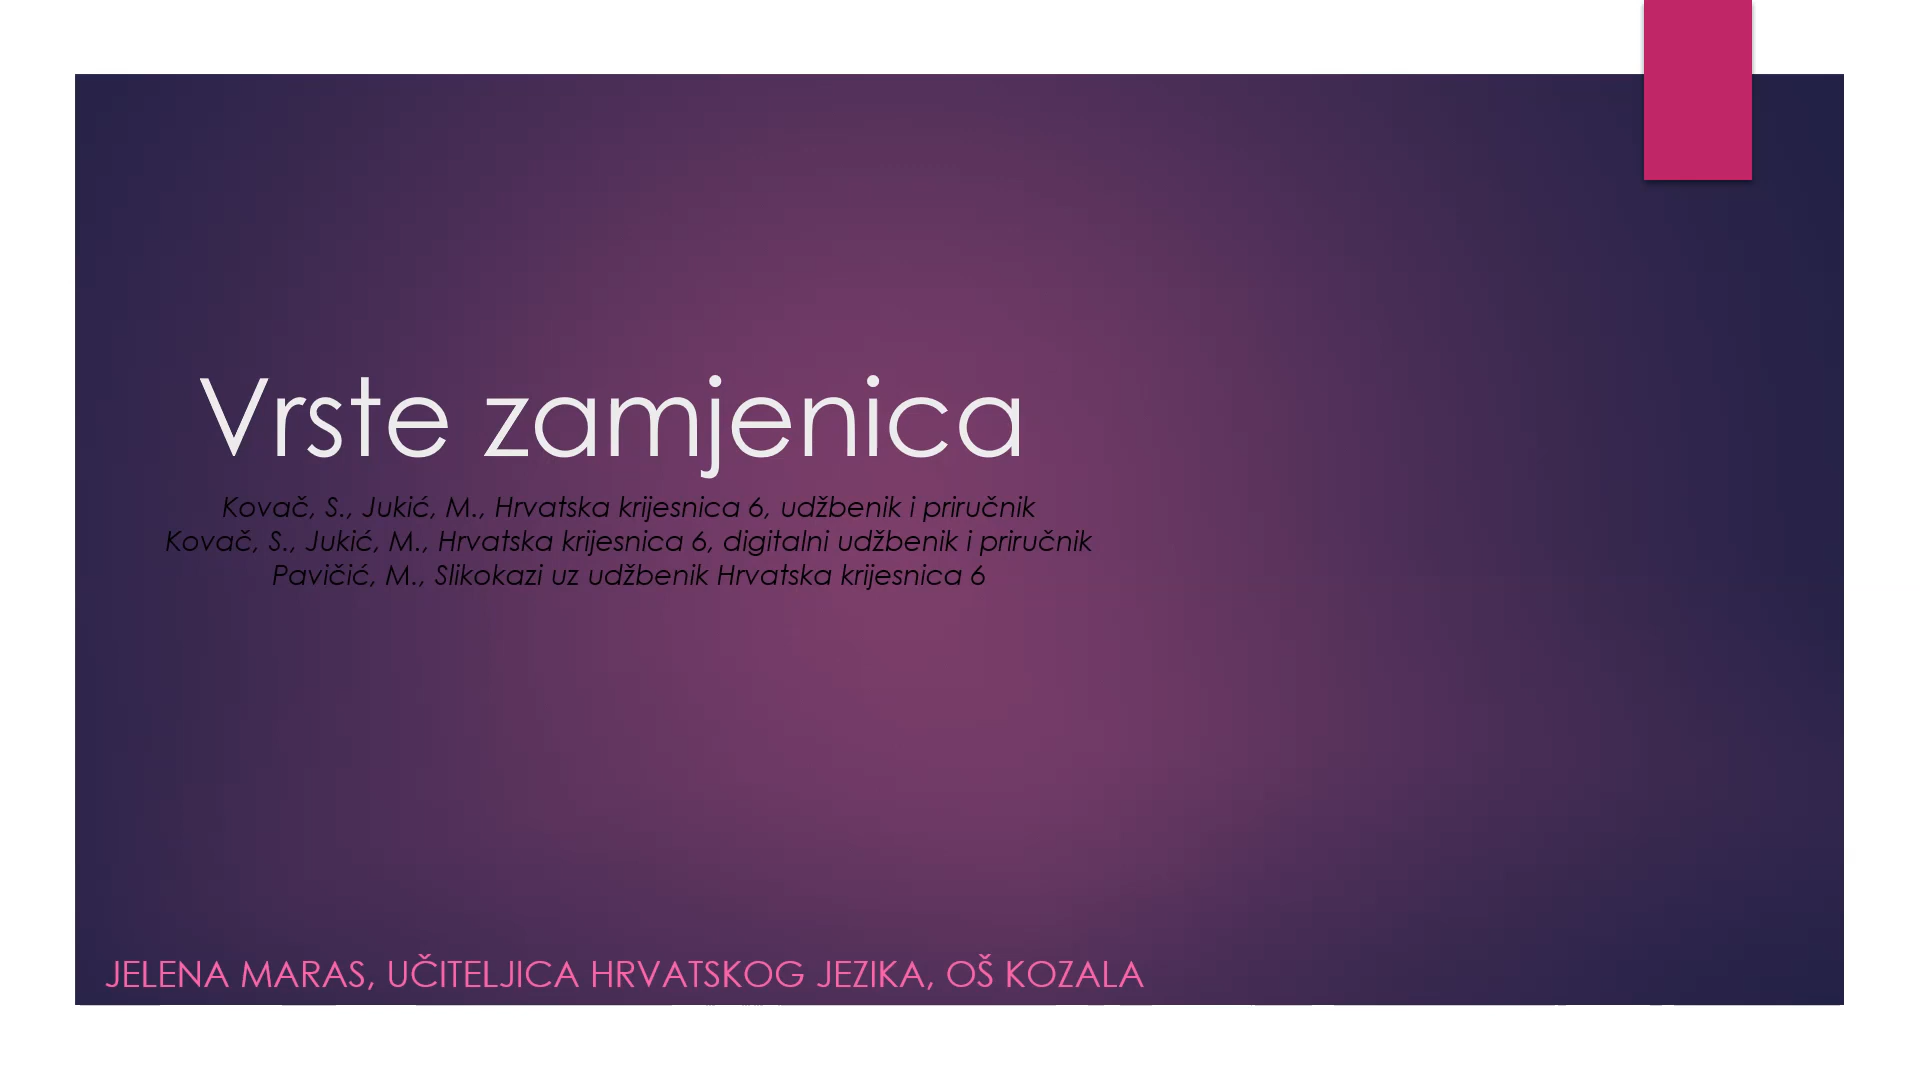 Vrste zamjenica
Kovač, S., Jukić, M., Hrvatska krijesnica 6, udžbenik i priručnik
Kovač, S., Jukić, M., Hrvatska krijesnica 6, digitalni udžbenik i priručnik
Pavičić, M., Slikokazi uz udžbenik Hrvatska krijesnica 6
JELENA MARAS, UČITELJICA HRVATSKOG JEZIKA, OŠ KOZALA